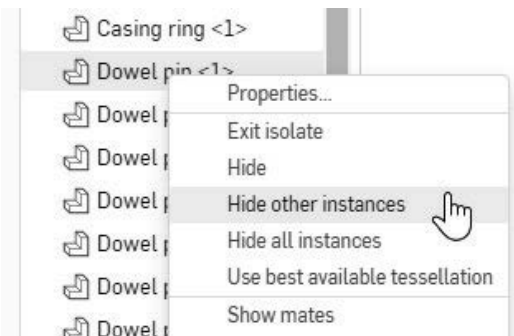 Casing ring <1>
Dowel pin <1>
Properties...
Dowel
Exit isolate
Dowel
Hide
Dowel
Hide other instances
Dowel
Hide all instances
Dowel
Use best available tessellation
Dowel
Show mates